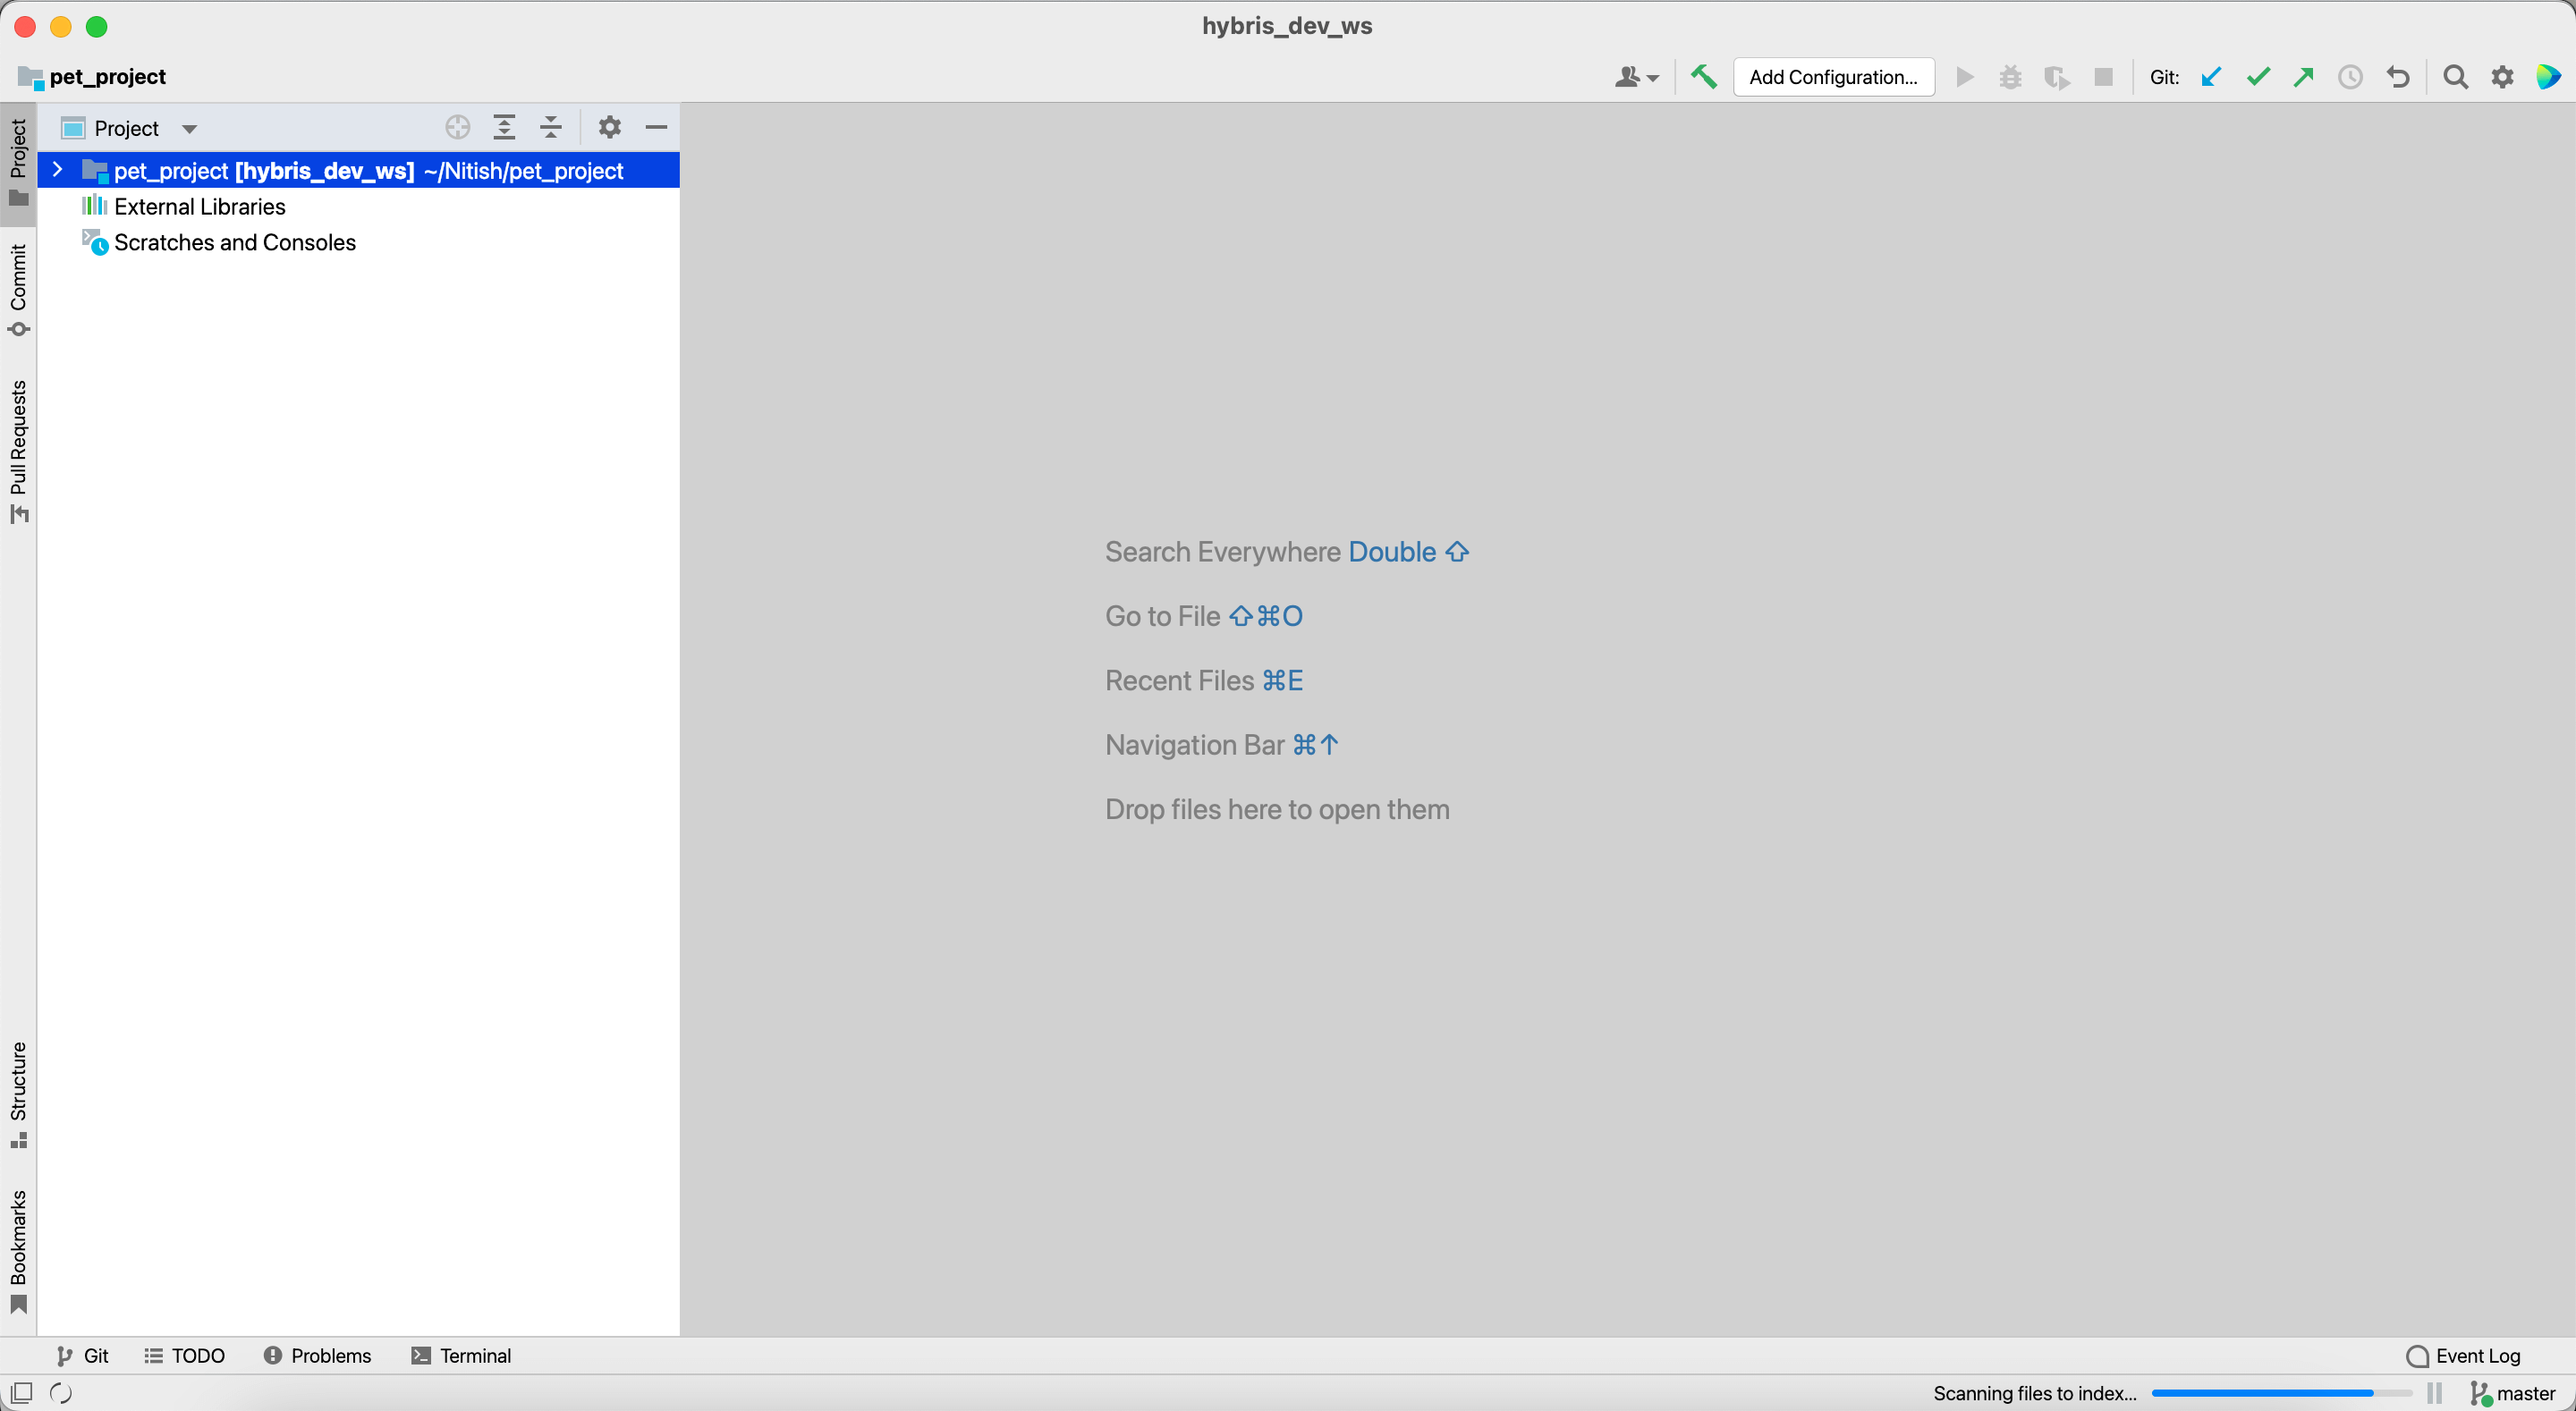 hybris_dev_ws
pet_project
Add Configuration...
Git:
Project
pet_project [hybris_dev_ws] ~/Nitish/pet_project
External Libraries
Scratches and Consoles
Project
Commit
Pull Requests
Structure
Bookmarks
Search Everywhere Double ⇧
Go to File ⇧⌘O
Recent Files ⌘E
Navigation Bar ⌘↑
Drop files here to open them
Git
TODO
Problems
Terminal
Event Log
Scanning files to index...
master